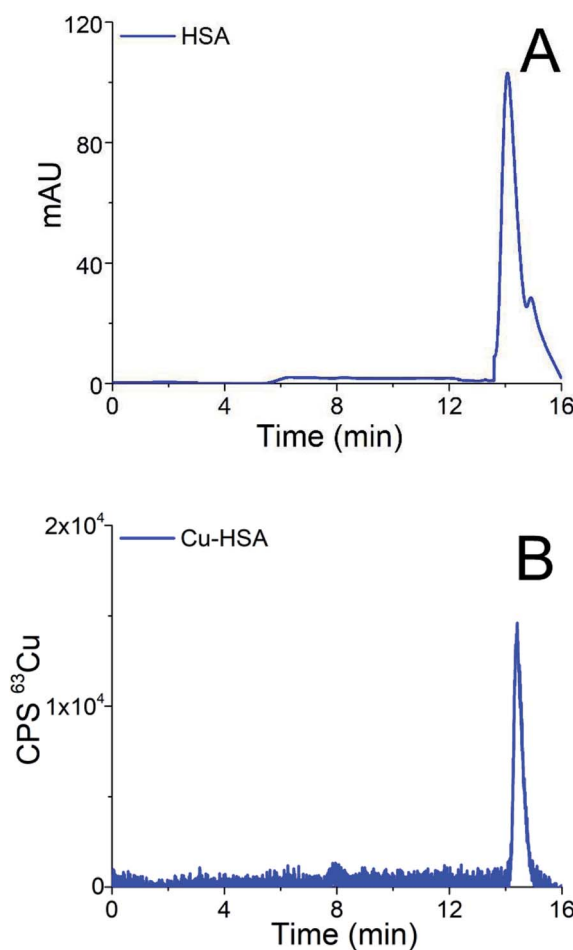 120
HSA
A
80
mAU
40
0
0 4 8 12 16
Time (min)
2x10⁴
Cu-HSA
B
CPS ⁶³Cu
1x10⁴
0
0 4 8 12 16
Time (min)